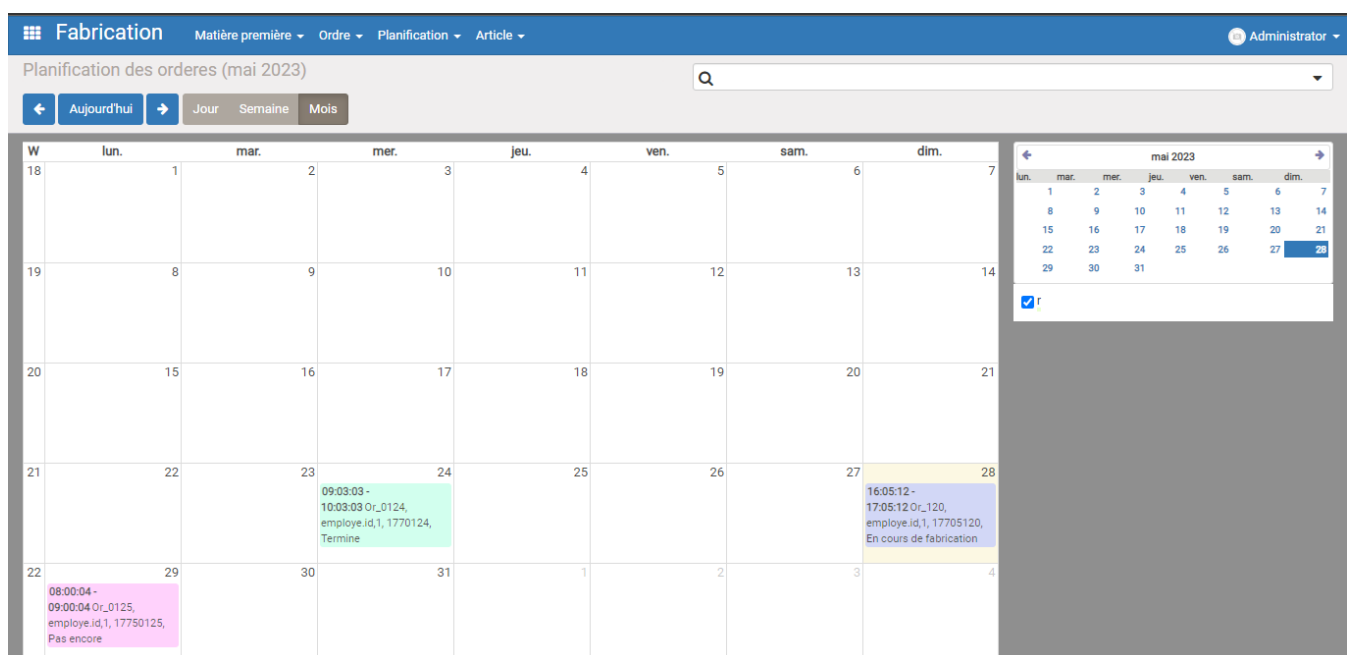 Fabrication Matière première Ordre Planification Article Administrator
Planification des orderes (mai 2023)
Aujourd'hui Jour Semaine Mois
W lun. mar. mer. jeu. ven. sam. dim.
18 1 2 3 4 5 6 7
19 8 9 10 11 12 13 14
20 15 16 17 18 19 20 21
21 22 23 24 25 26 27 28
09:03:03 -
10:03:03 Or_0124,
employe.id,1, 1770124,
Termine
16:05:12 -
17:05:12 Or_120,
employe.id,1, 17705120,
En cours de fabrication
22 29 30 31 1 2 3 4
08:00:04 -
09:00:04 Or_0125,
employe.id,1, 17750125,
Pas encore
mai 2023
lun. mar. mer. jeu. ven. sam. dim.
1 2 3 4 5 6 7
8 9 10 11 12 13 14
15 16 17 18 19 20 21
22 23 24 25 26 27 28
29 30 31
r